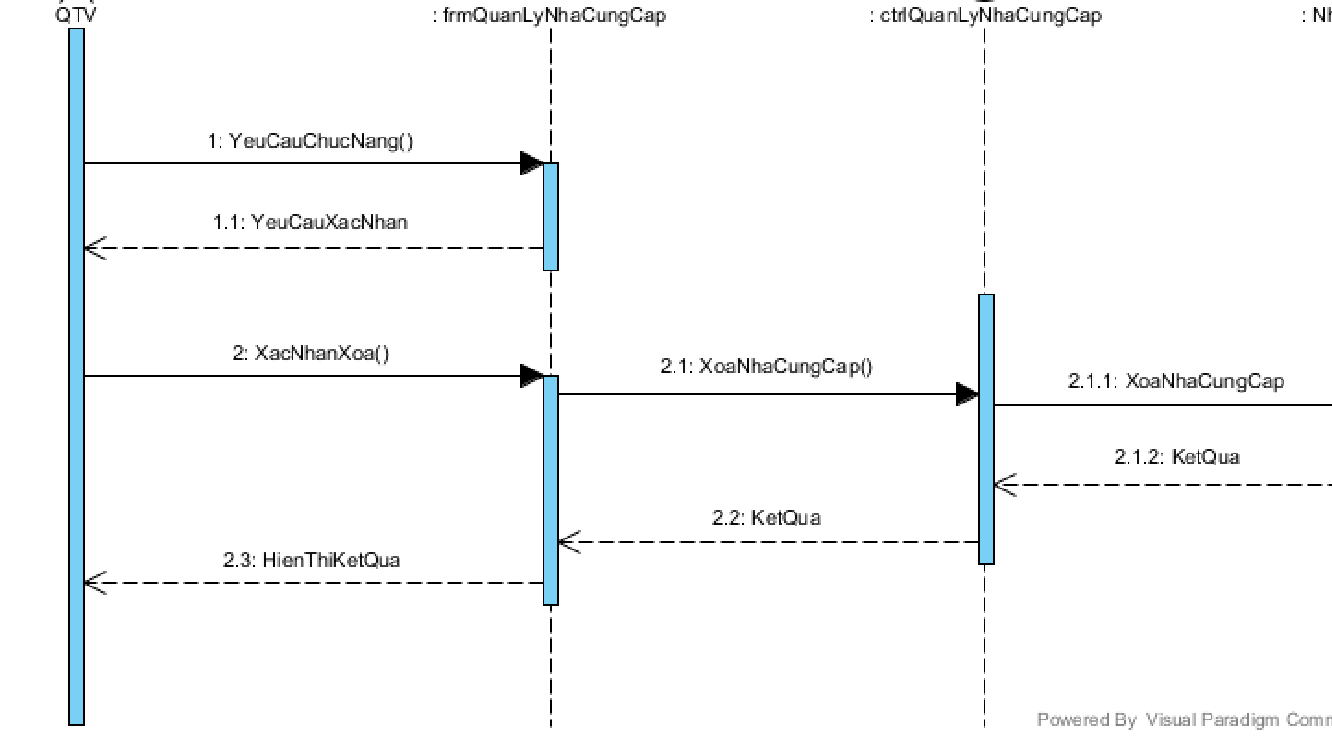 QTV
: frmQuanLyNhaCungCap
: ctrlQuanLyNhaCungCap
1: YeuCauChucNang()
1.1: YeuCauXacNhan
2: XacNhanXoa()
2.1: XoaNhaCungCap()
2.1.1: XoaNhaCungCap
2.1.2: KetQua
2.2: KetQua
2.3: HienThiKetQua
Powered By Visual Paradigm